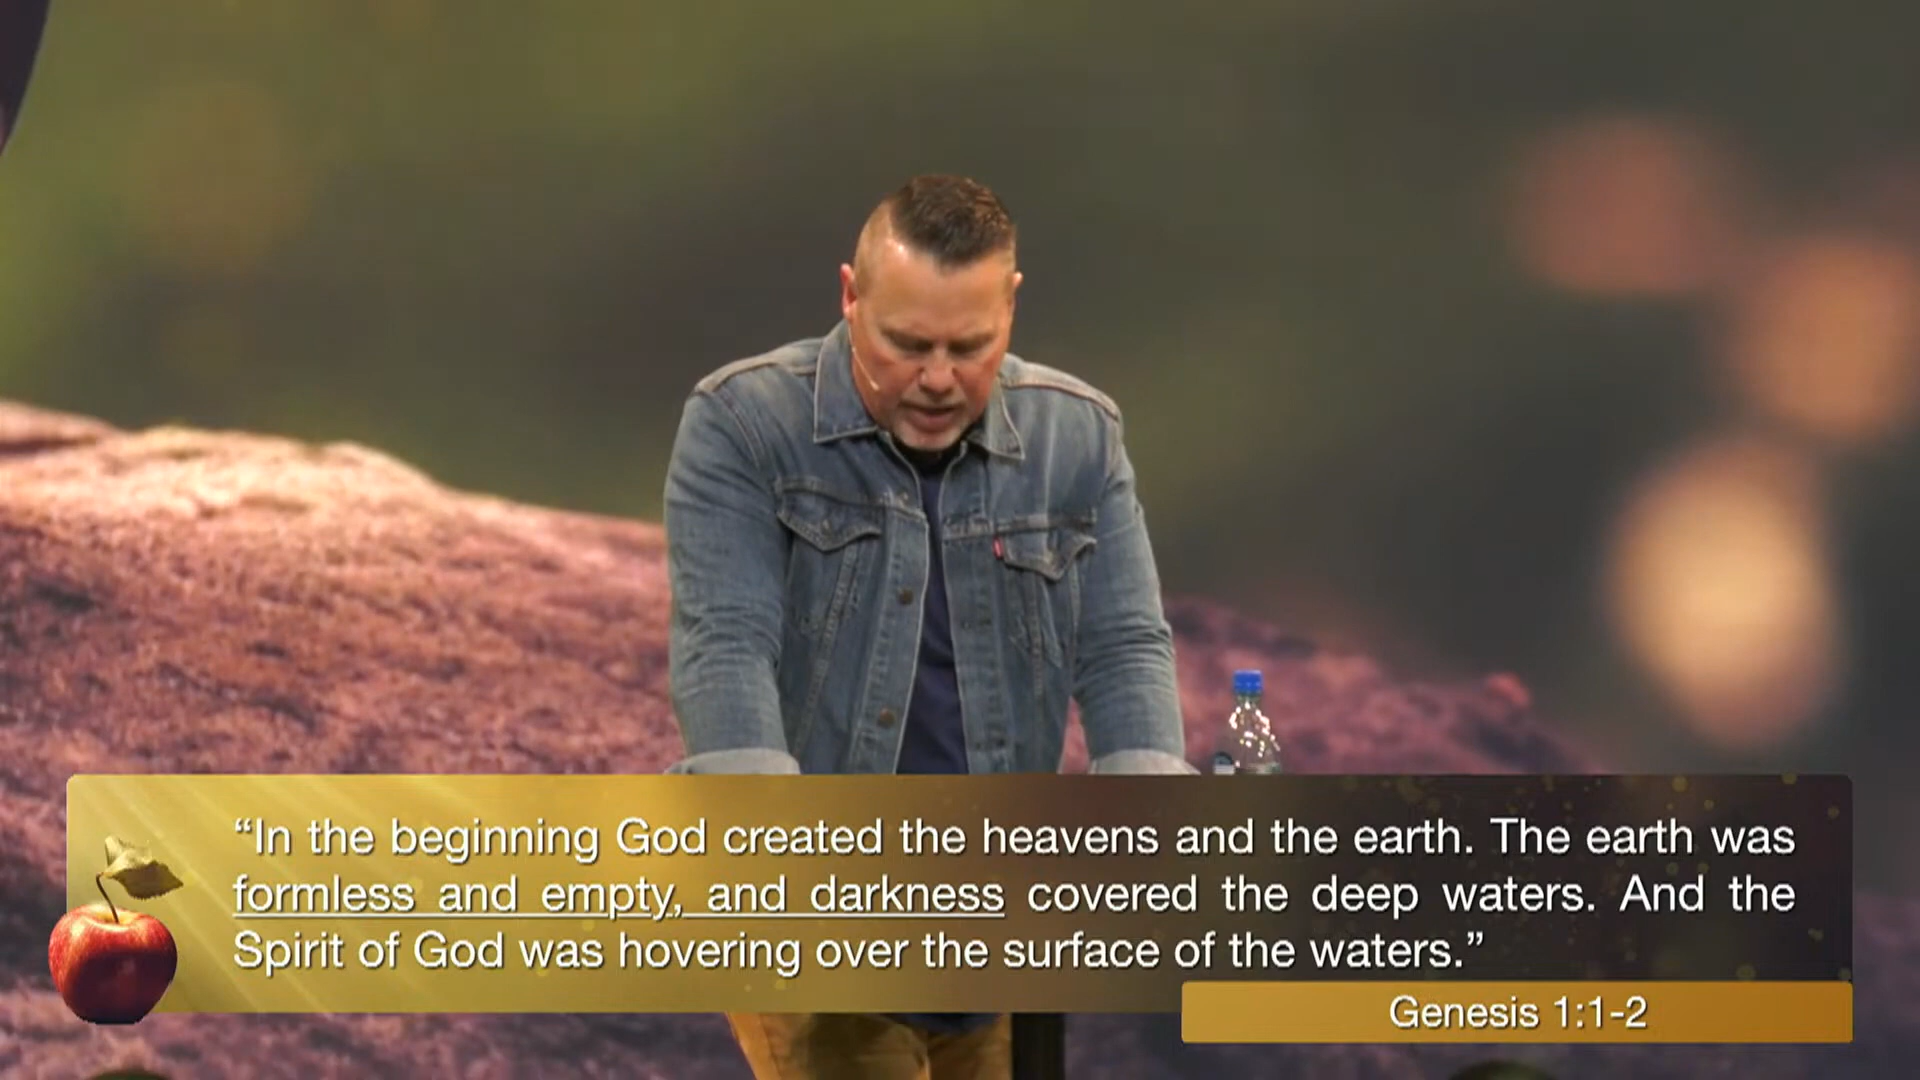 “In the beginning God created the heavens and the earth. The earth was
formless and empty, and darkness covered the deep waters. And the
Spirit of God was hovering over the surface of the waters.”
Genesis 1:1-2